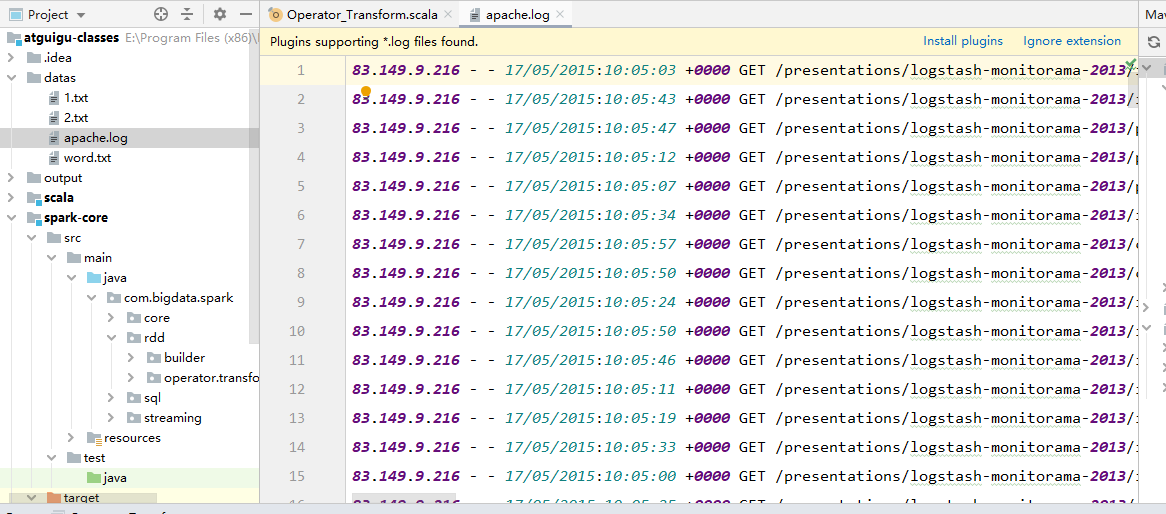 Project
Operator_Transform.scala
apache.log
atguigu-classes E:\Program Files (x86)\
.idea
datas
1.txt
2.txt
apache.log
word.txt
output
scala
spark-core
src
main
java
com.bigdata.spark
core
rdd
builder
operator.transfo
sql
streaming
resources
test
java
target
Plugins supporting *.log files found. Install plugins Ignore extension
1 83.149.9.216 - - 17/05/2015:10:05:03 +0000 GET /presentations/logstash-monitorama-2013/i
2 83.149.9.216 - - 17/05/2015:10:05:43 +0000 GET /presentations/logstash-monitorama-2013/
3 83.149.9.216 - - 17/05/2015:10:05:47 +0000 GET /presentations/logstash-monitorama-2013/p
4 83.149.9.216 - - 17/05/2015:10:05:12 +0000 GET /presentations/logstash-monitorama-2013/p
5 83.149.9.216 - - 17/05/2015:10:05:07 +0000 GET /presentations/logstash-monitorama-2013/p
6 83.149.9.216 - - 17/05/2015:10:05:34 +0000 GET /presentations/logstash-monitorama-2013/i
7 83.149.9.216 - - 17/05/2015:10:05:57 +0000 GET /presentations/logstash-monitorama-2013/c
8 83.149.9.216 - - 17/05/2015:10:05:50 +0000 GET /presentations/logstash-monitorama-2013/c
9 83.149.9.216 - - 17/05/2015:10:05:24 +0000 GET /presentations/logstash-monitorama-2013/i
10 83.149.9.216 - - 17/05/2015:10:05:50 +0000 GET /presentations/logstash-monitorama-2013/i
11 83.149.9.216 - - 17/05/2015:10:05:46 +0000 GET /presentations/logstash-monitorama-2013/i
12 83.149.9.216 - - 17/05/2015:10:05:11 +0000 GET /presentations/logstash-monitorama-2013/i
13 83.149.9.216 - - 17/05/2015:10:05:19 +0000 GET /presentations/logstash-monitorama-2013/i
14 83.149.9.216 - - 17/05/2015:10:05:33 +0000 GET /presentations/logstash-monitorama-2013/i
15 83.149.9.216 - - 17/05/2015:10:05:00 +0000 GET /presentations/logstash-monitorama-2013/i